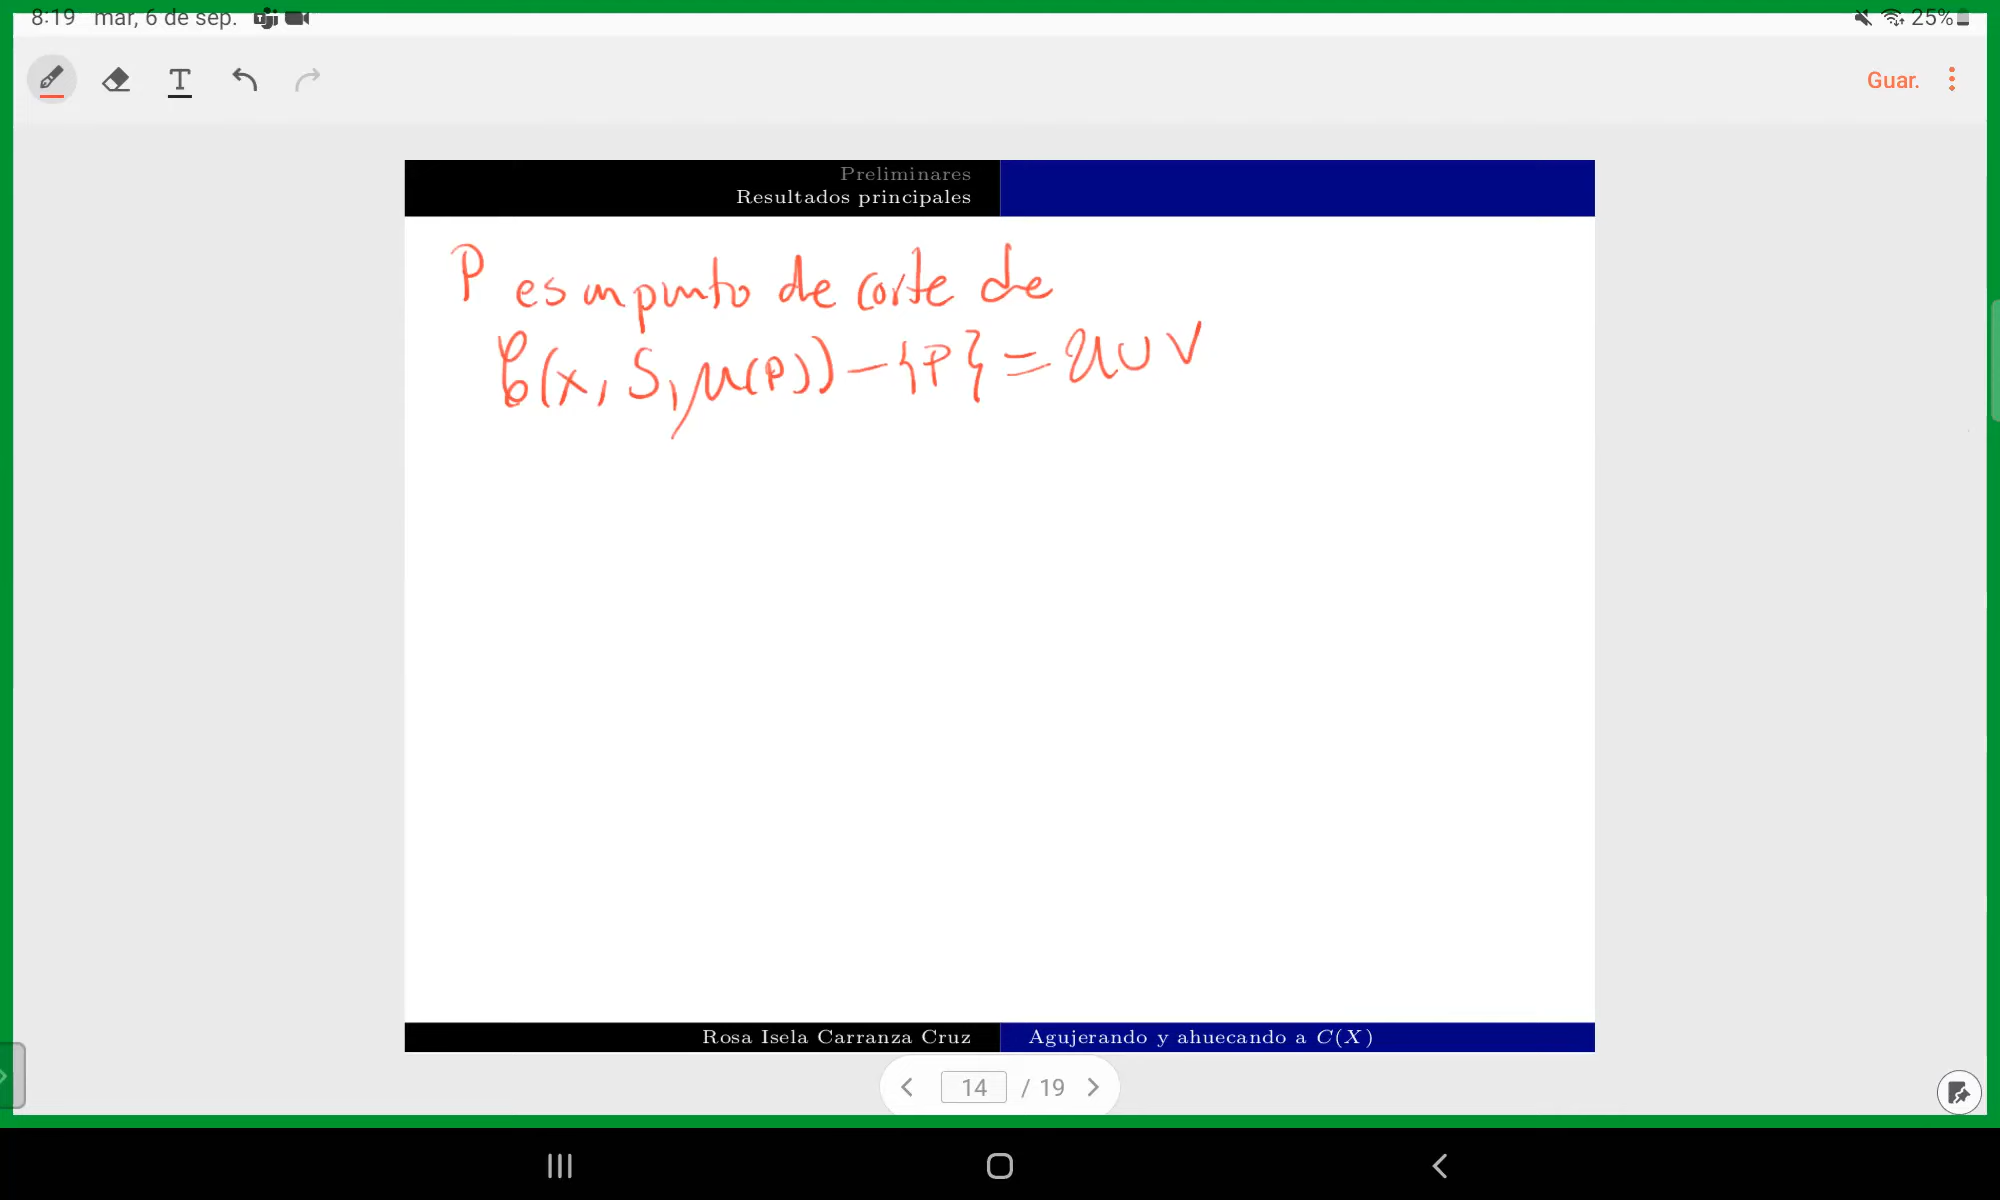 8:19 mar, 6 de sep. 25%
T Guar.
Preliminares
Resultados principales
P es un punto de corte de
C(x, S, μ(P)) - {P} = U ∪ V
Rosa Isela Carranza Cruz Agujerando y ahuecando a C(X)
14 / 19